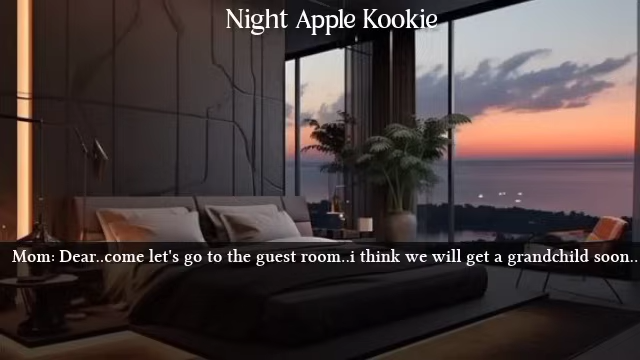 Night Apple Kookie
Mom: Dear..come let's go to the guest room..i think we will get a grandchild soon..